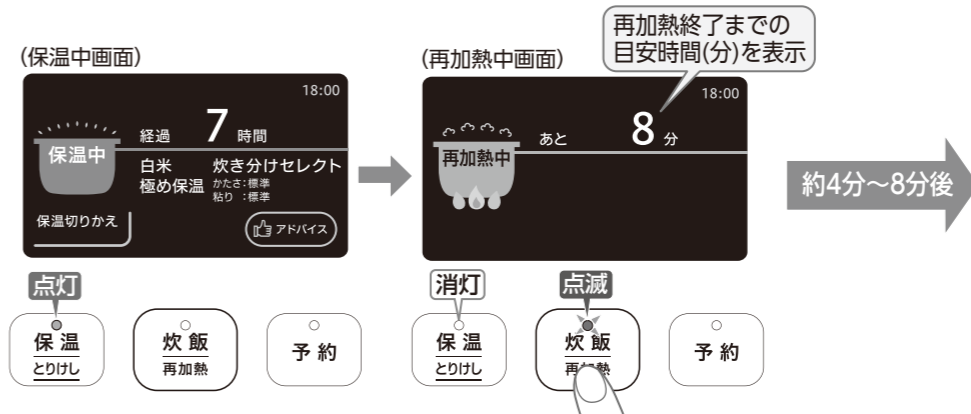 再加熱終了までの
目安時間(分)を表示
(保温中画面)
18:00
保温中
経過 7 時間
白米 炊き分けセレクト
極め保温 かたさ:標準
粘り :標準
保温切りかえ
アドバイス
点灯
保温
とりけし
炊飯
再加熱
予約
(再加熱中画面)
18:00
再加熱中
あと 8 分
消灯
保温
とりけし
点滅
炊飯
再加熱
予約
約4分～8分後